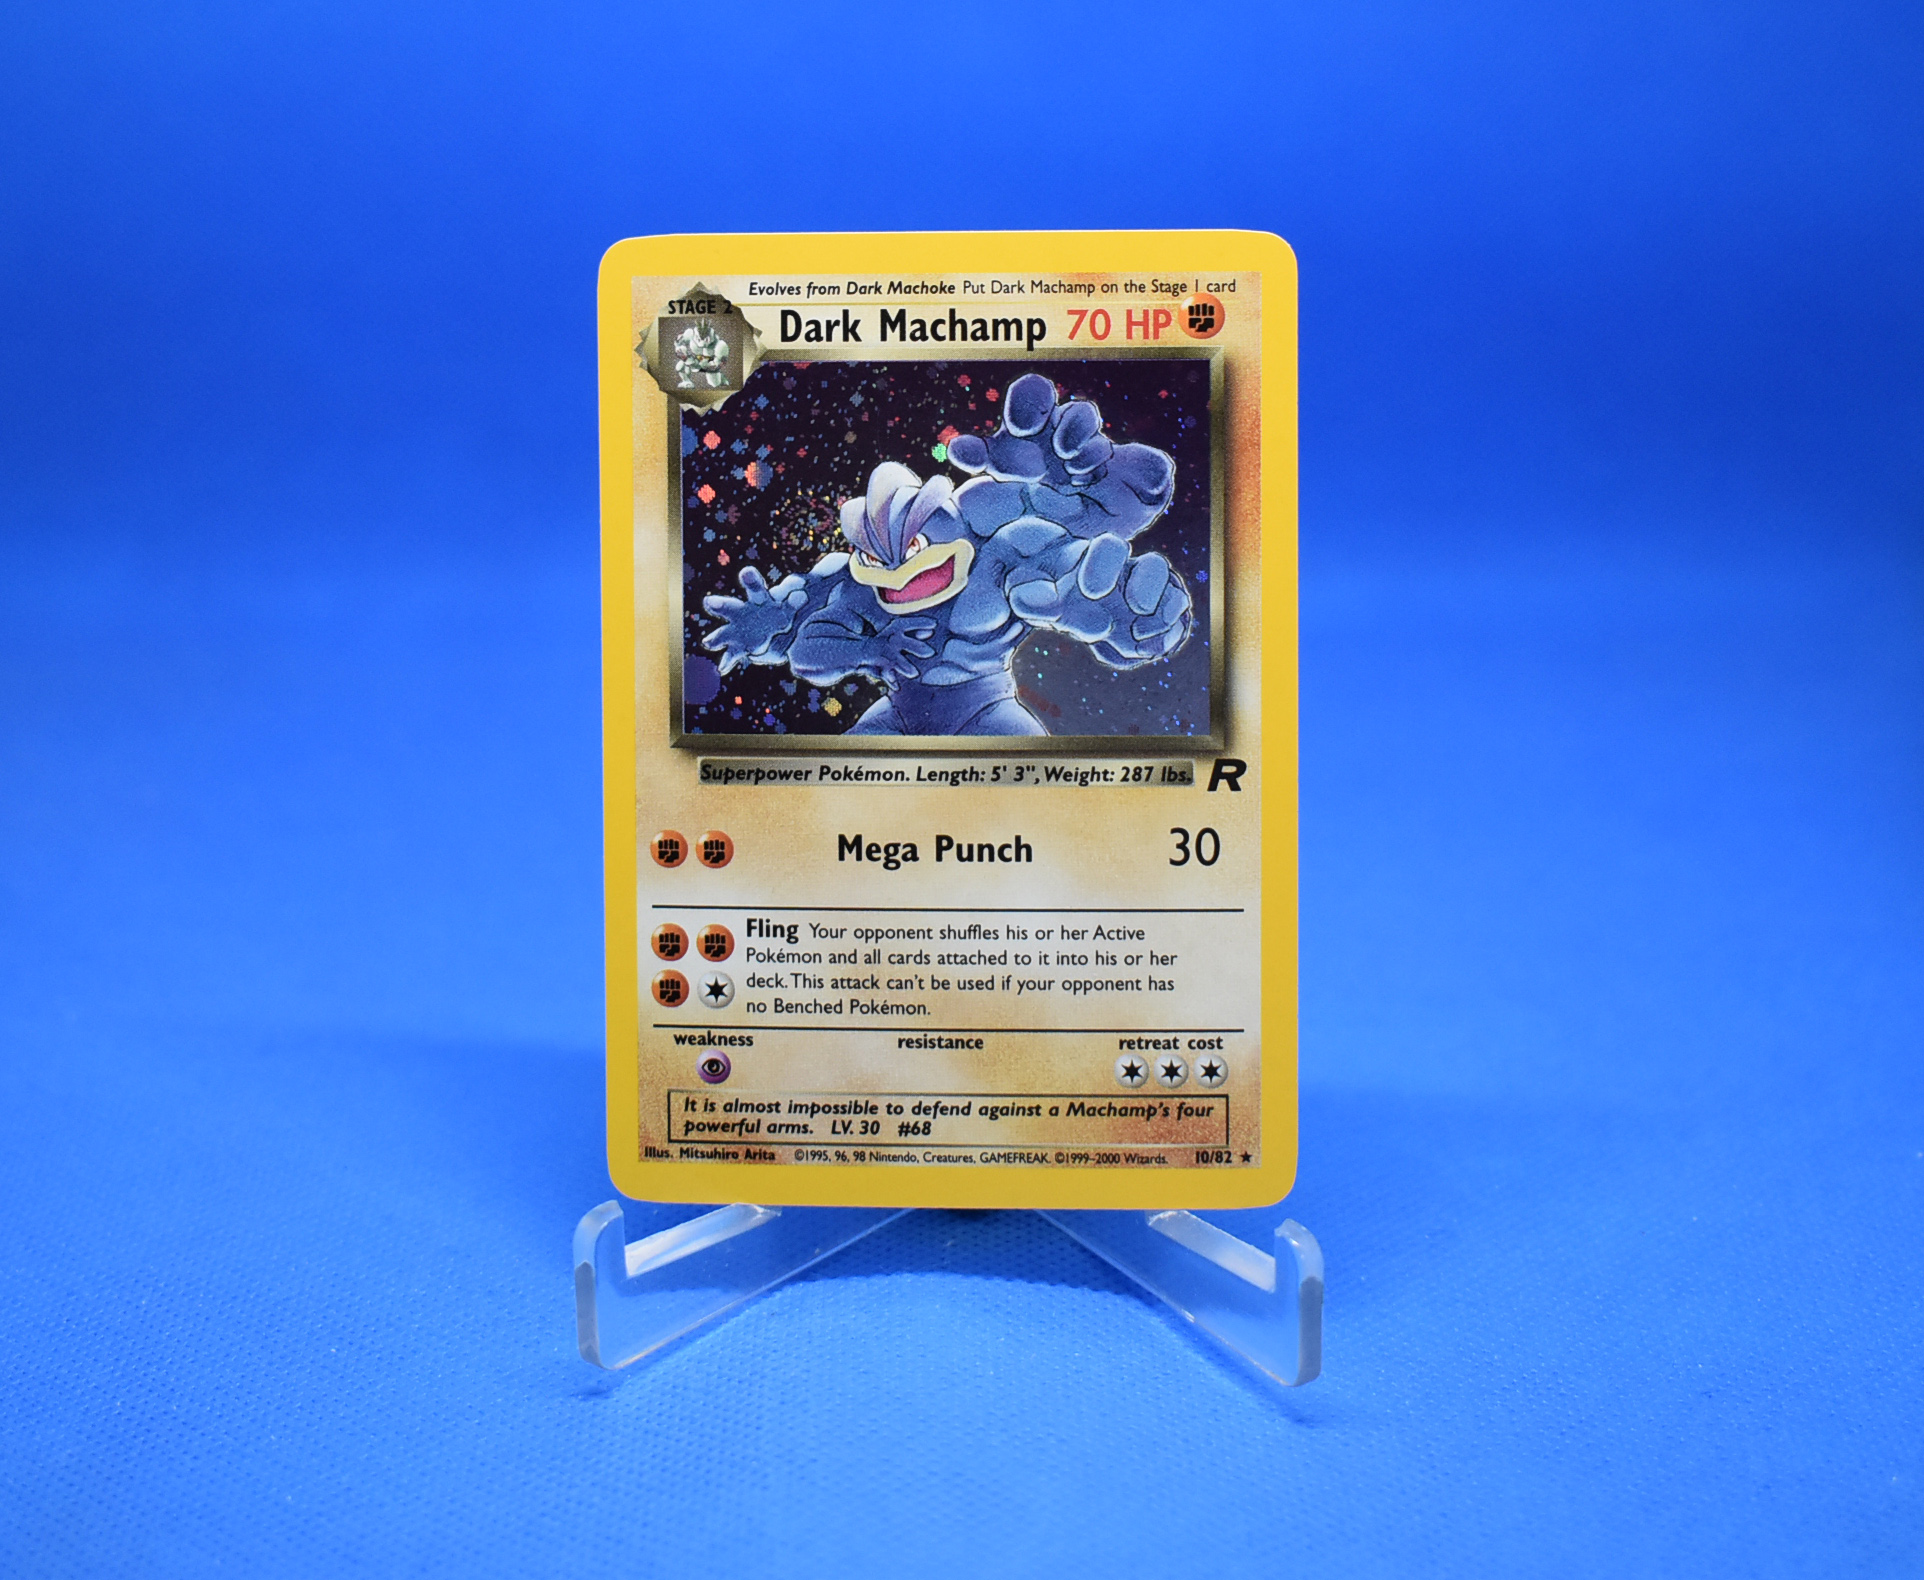 Evolves from Dark Machoke Put Dark Machamp on the Stage 1 card
STAGE 2
Dark Machamp 70 HP
Superpower Pokémon. Length: 5' 3", Weight: 287 lbs.
R
Mega Punch 30
Fling Your opponent shuffles his or her Active
Pokémon and all cards attached to it into his or her
deck. This attack can't be used if your opponent has
no Benched Pokémon.
weakness resistance retreat cost
It is almost impossible to defend against a Machamp's four
powerful arms. LV. 30 #68
Illus. Mitsuhiro Arita ©1995, 96, 98 Nintendo, Creatures, GAMEFREAK. ©1999-2000 Wizards. 10/82 ★